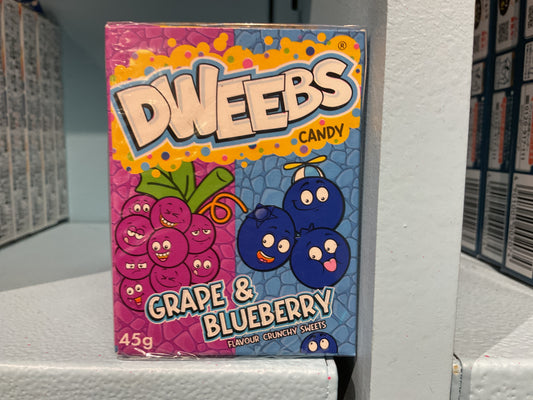 DWEEBS
®
CANDY
GRAPE &
BLUEBERRY
FLAVOUR CRUNCHY SWEETS
45g